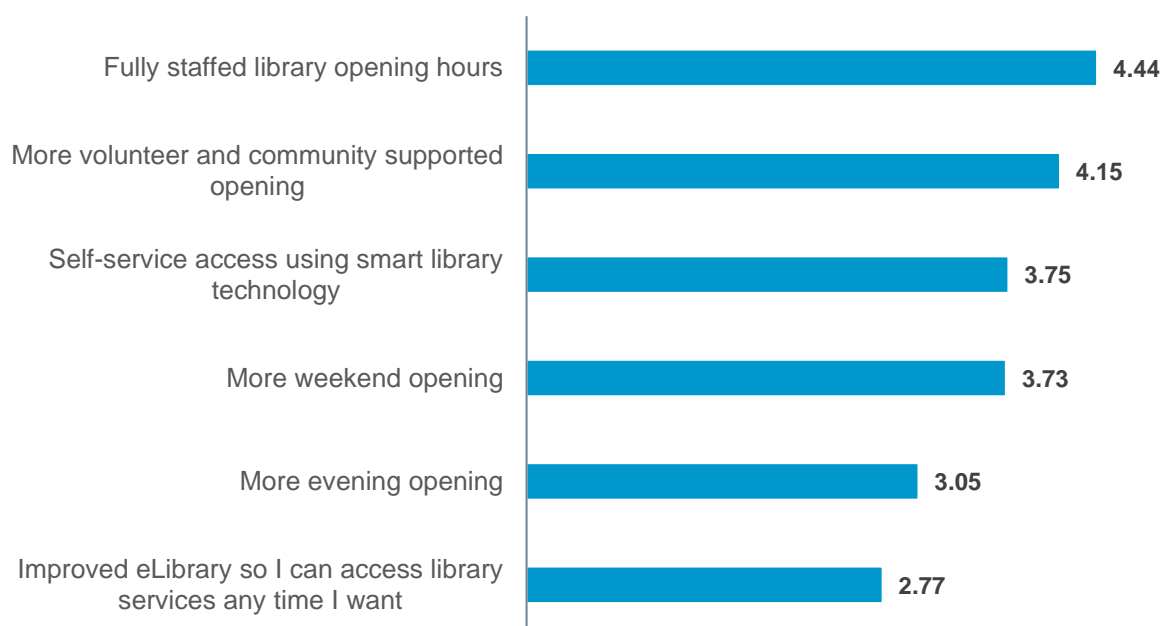 Fully staffed library opening hours
4.44
More volunteer and community supported
opening
4.15
Self-service access using smart library
technology
3.75
More weekend opening
3.73
More evening opening
3.05
Improved eLibrary so I can access library
services any time I want
2.77